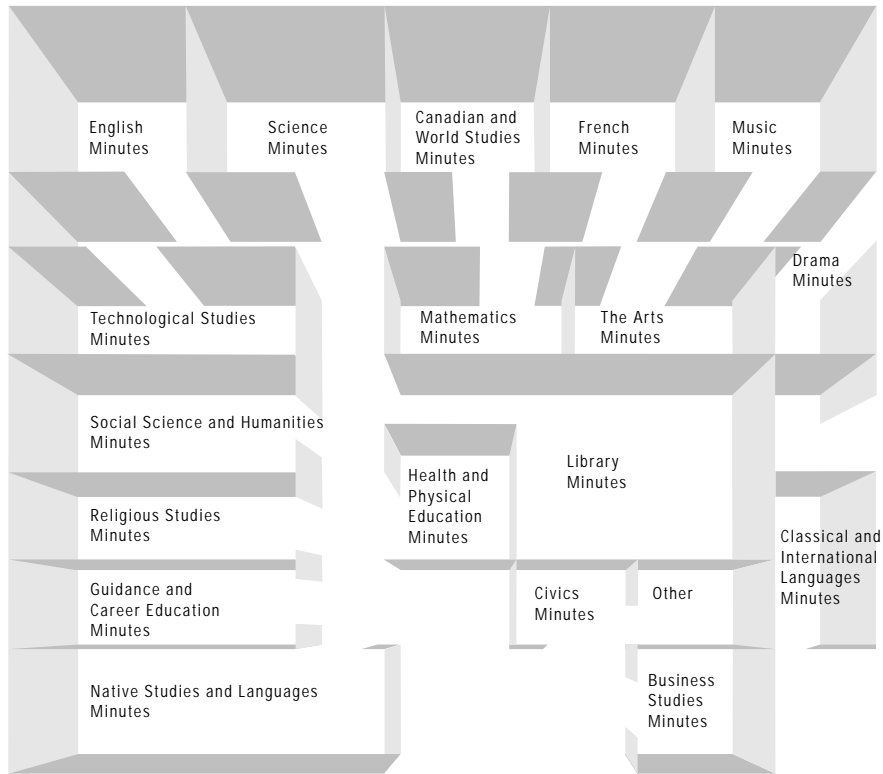 English
Minutes
Science
Minutes
Canadian and
World Studies
Minutes
French
Minutes
Music
Minutes
Drama
Minutes
Technological Studies
Minutes
Mathematics
Minutes
The Arts
Minutes
Social Science and Humanities
Minutes
Health and
Physical
Education
Minutes
Library
Minutes
Religious Studies
Minutes
Classical and
International
Languages
Minutes
Guidance and
Career Education
Minutes
Civics
Minutes
Other
Native Studies and Languages
Minutes
Business
Studies
Minutes